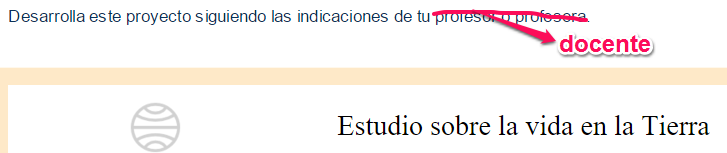 Desarrolla este proyecto siguiendo las indicaciones de tu profesor o profesora.
docente
Estudio sobre la vida en la Tierra